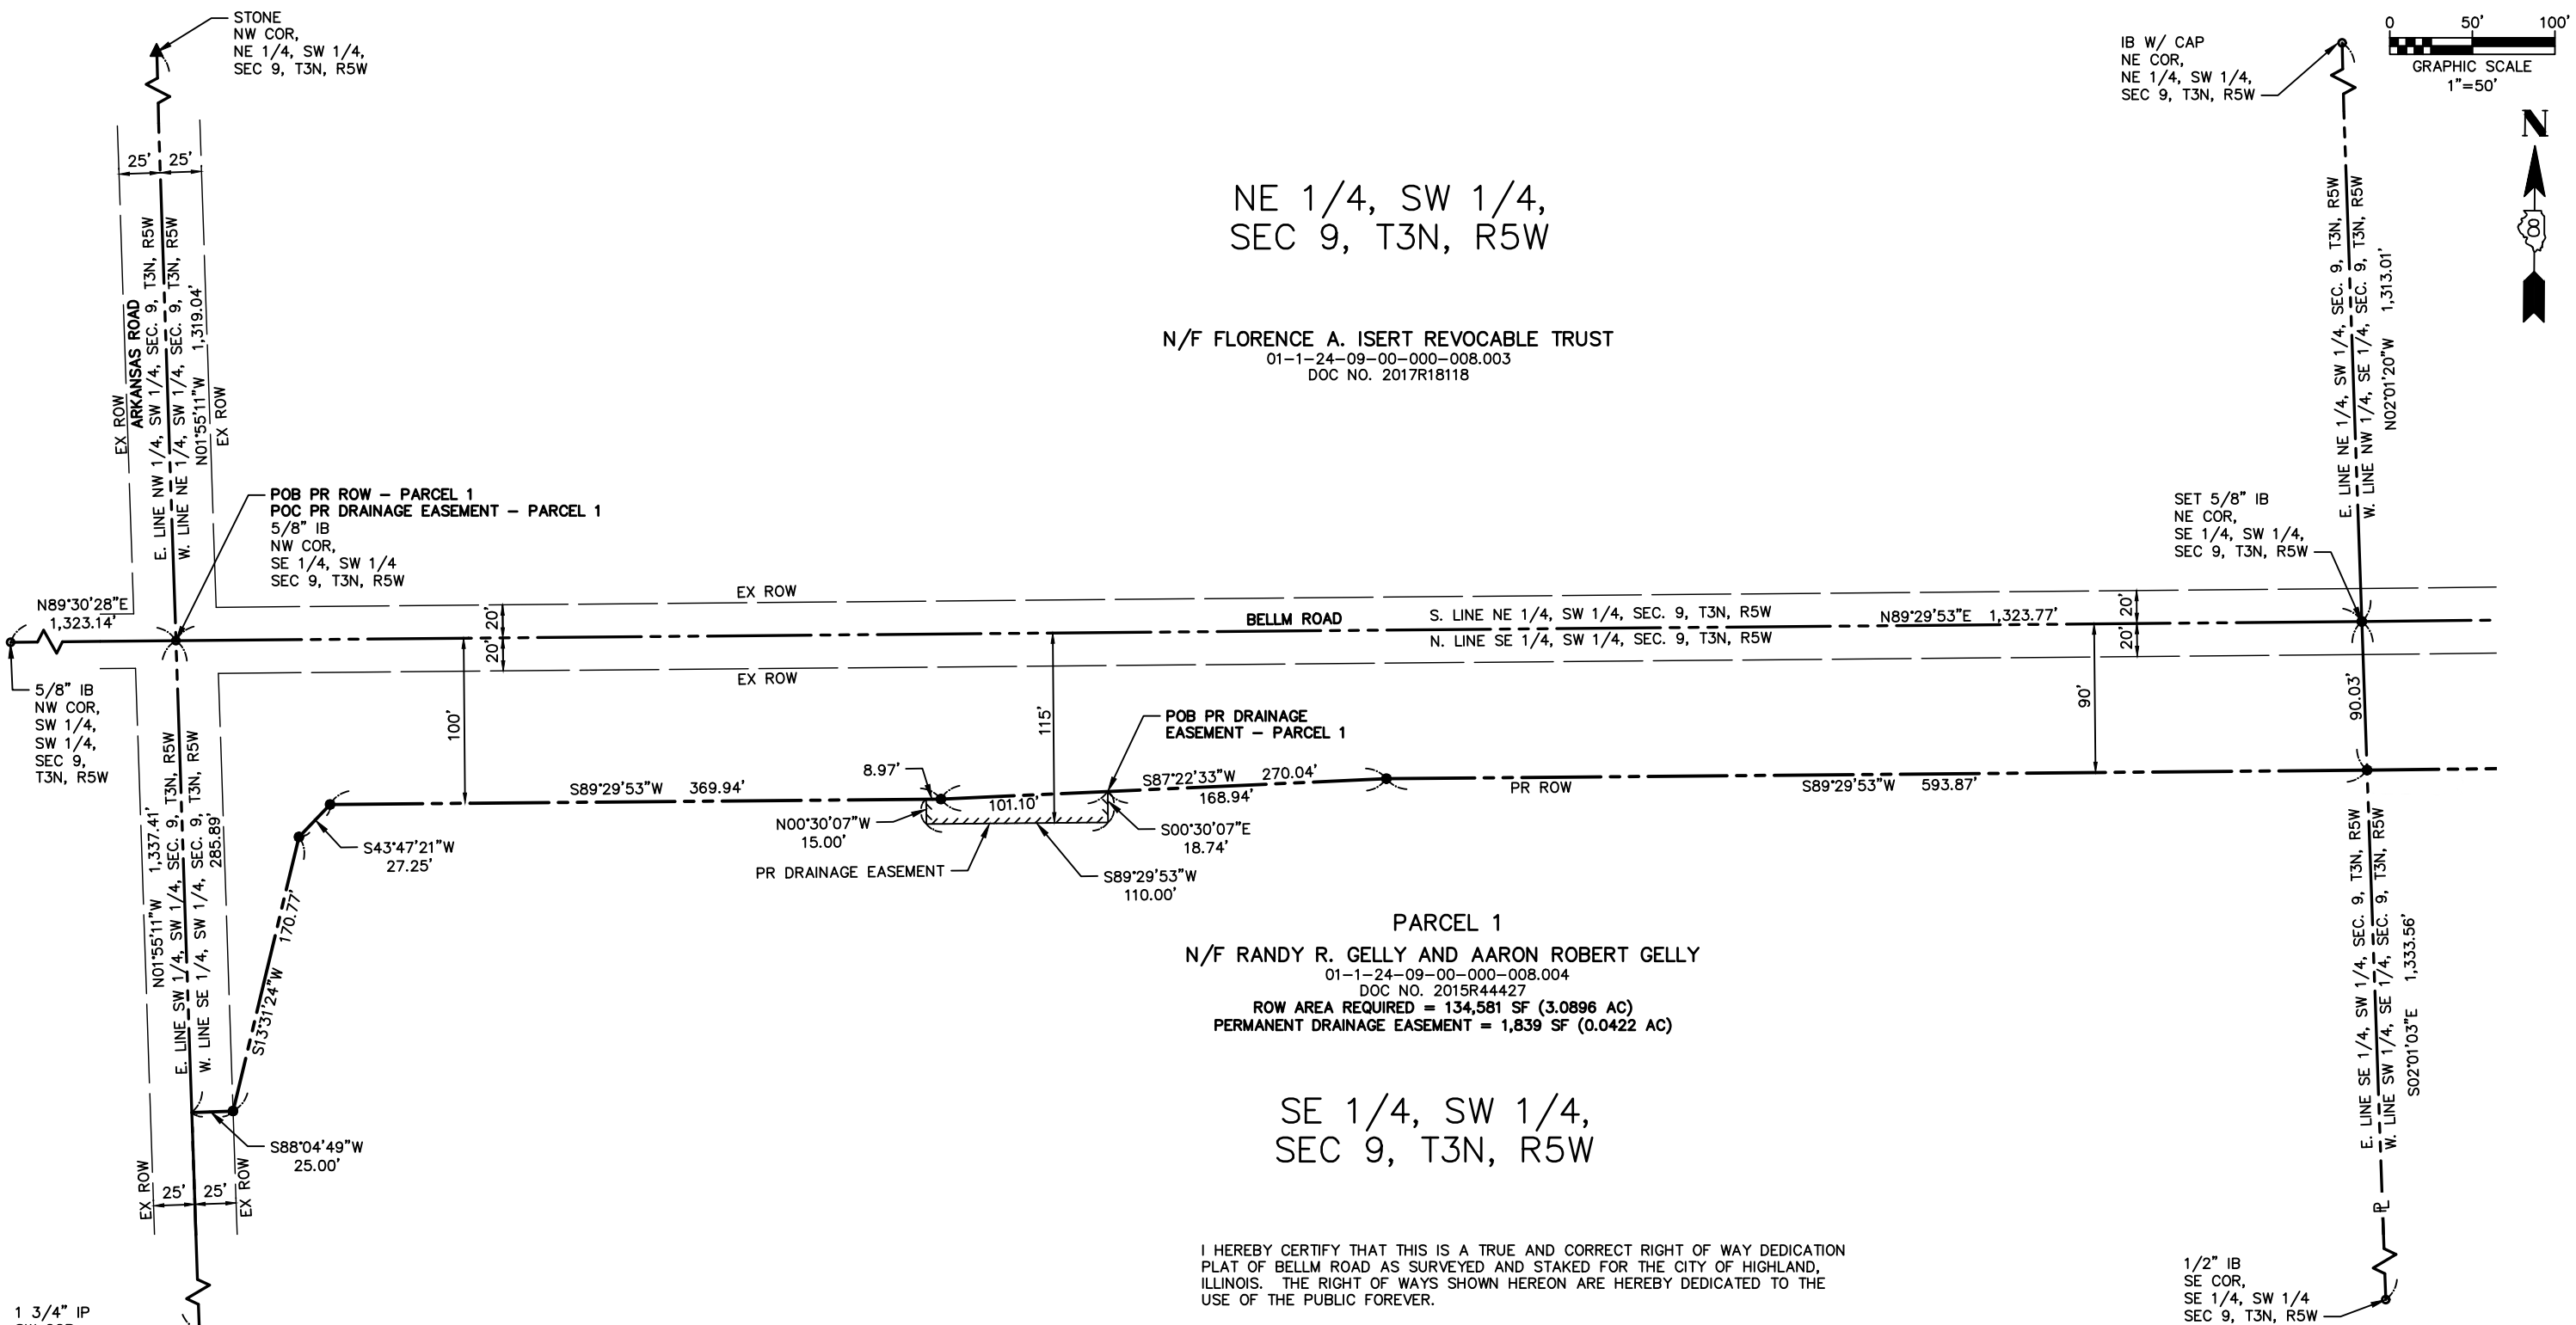 STONE
NW COR,
NE 1/4, SW 1/4,
SEC 9, T3N, R5W
IB W/ CAP
NE COR,
NE 1/4, SW 1/4,
SEC 9, T3N, R5W
0 50' 100'
GRAPHIC SCALE
1"=50'
N
25' 25'
NE 1/4, SW 1/4,
SEC 9, T3N, R5W
N/F FLORENCE A. ISERT REVOCABLE TRUST
01-1-24-09-00-000-008.003
DOC NO. 2017R18118
EX ROW
ARKANSAS ROAD
E. LINE NW 1/4, SW 1/4, SEC. 9, T3N, R5W
W. LINE NE 1/4, SW 1/4, SEC. 9, T3N, R5W
N01°55'11"W 1,319.04'
EX ROW
E. LINE NE 1/4, SW 1/4, SEC. 9, T3N, R5W
W. LINE NW 1/4, SE 1/4, SEC. 9, T3N, R5W
N02°01'20"W 1,313.01'
POB PR ROW - PARCEL 1
POC PR DRAINAGE EASEMENT - PARCEL 1
5/8" IB
NW COR,
SE 1/4, SW 1/4
SEC 9, T3N, R5W
SET 5/8" IB
NE COR,
SE 1/4, SW 1/4,
SEC 9, T3N, R5W
N89°30'28"E
1,323.14'
EX ROW
20'
20'
BELLM ROAD
S. LINE NE 1/4, SW 1/4, SEC. 9, T3N, R5W
N. LINE SE 1/4, SW 1/4, SEC. 9, T3N, R5W
N89°29'53"E 1,323.77'
20'
20'
EX ROW
5/8" IB
NW COR,
SW 1/4,
SW 1/4,
SEC 9,
T3N, R5W
100'
115'
90'
90.03'
POB PR DRAINAGE
EASEMENT - PARCEL 1
8.97'
S89°29'53"W 369.94'
S87°22'33"W 270.04'
101.10'
168.94'
PR ROW
S89°29'53"W 593.87'
N00°30'07"W
15.00'
S00°30'07"E
18.74'
PR DRAINAGE EASEMENT
S89°29'53"W
110.00'
S43°47'21"W
27.25'
S13°31'24"W 170.77'
N01°55'11"W 1,337.41'
E. LINE SW 1/4, SW 1/4, SEC. 9, T3N, R5W
W. LINE SE 1/4, SW 1/4, SEC. 9, T3N, R5W
285.89'
PARCEL 1
N/F RANDY R. GELLY AND AARON ROBERT GELLY
01-1-24-09-00-000-008.004
DOC NO. 2015R44427
ROW AREA REQUIRED = 134,581 SF (3.0896 AC)
PERMANENT DRAINAGE EASEMENT = 1,839 SF (0.0422 AC)
E. LINE SE 1/4, SW 1/4, SEC. 9, T3N, R5W
W. LINE SW 1/4, SE 1/4, SEC. 9, T3N, R5W
S02°01'03"E 1,333.56'
SE 1/4, SW 1/4,
SEC 9, T3N, R5W
S88°04'49"W
25.00'
EX ROW
25' 25'
EX ROW
PL
I HEREBY CERTIFY THAT THIS IS A TRUE AND CORRECT RIGHT OF WAY DEDICATION
PLAT OF BELLM ROAD AS SURVEYED AND STAKED FOR THE CITY OF HIGHLAND,
ILLINOIS. THE RIGHT OF WAYS SHOWN HEREON ARE HEREBY DEDICATED TO THE
USE OF THE PUBLIC FOREVER.
1/2" IB
SE COR,
SE 1/4, SW 1/4
SEC 9, T3N, R5W
1 3/4" IP